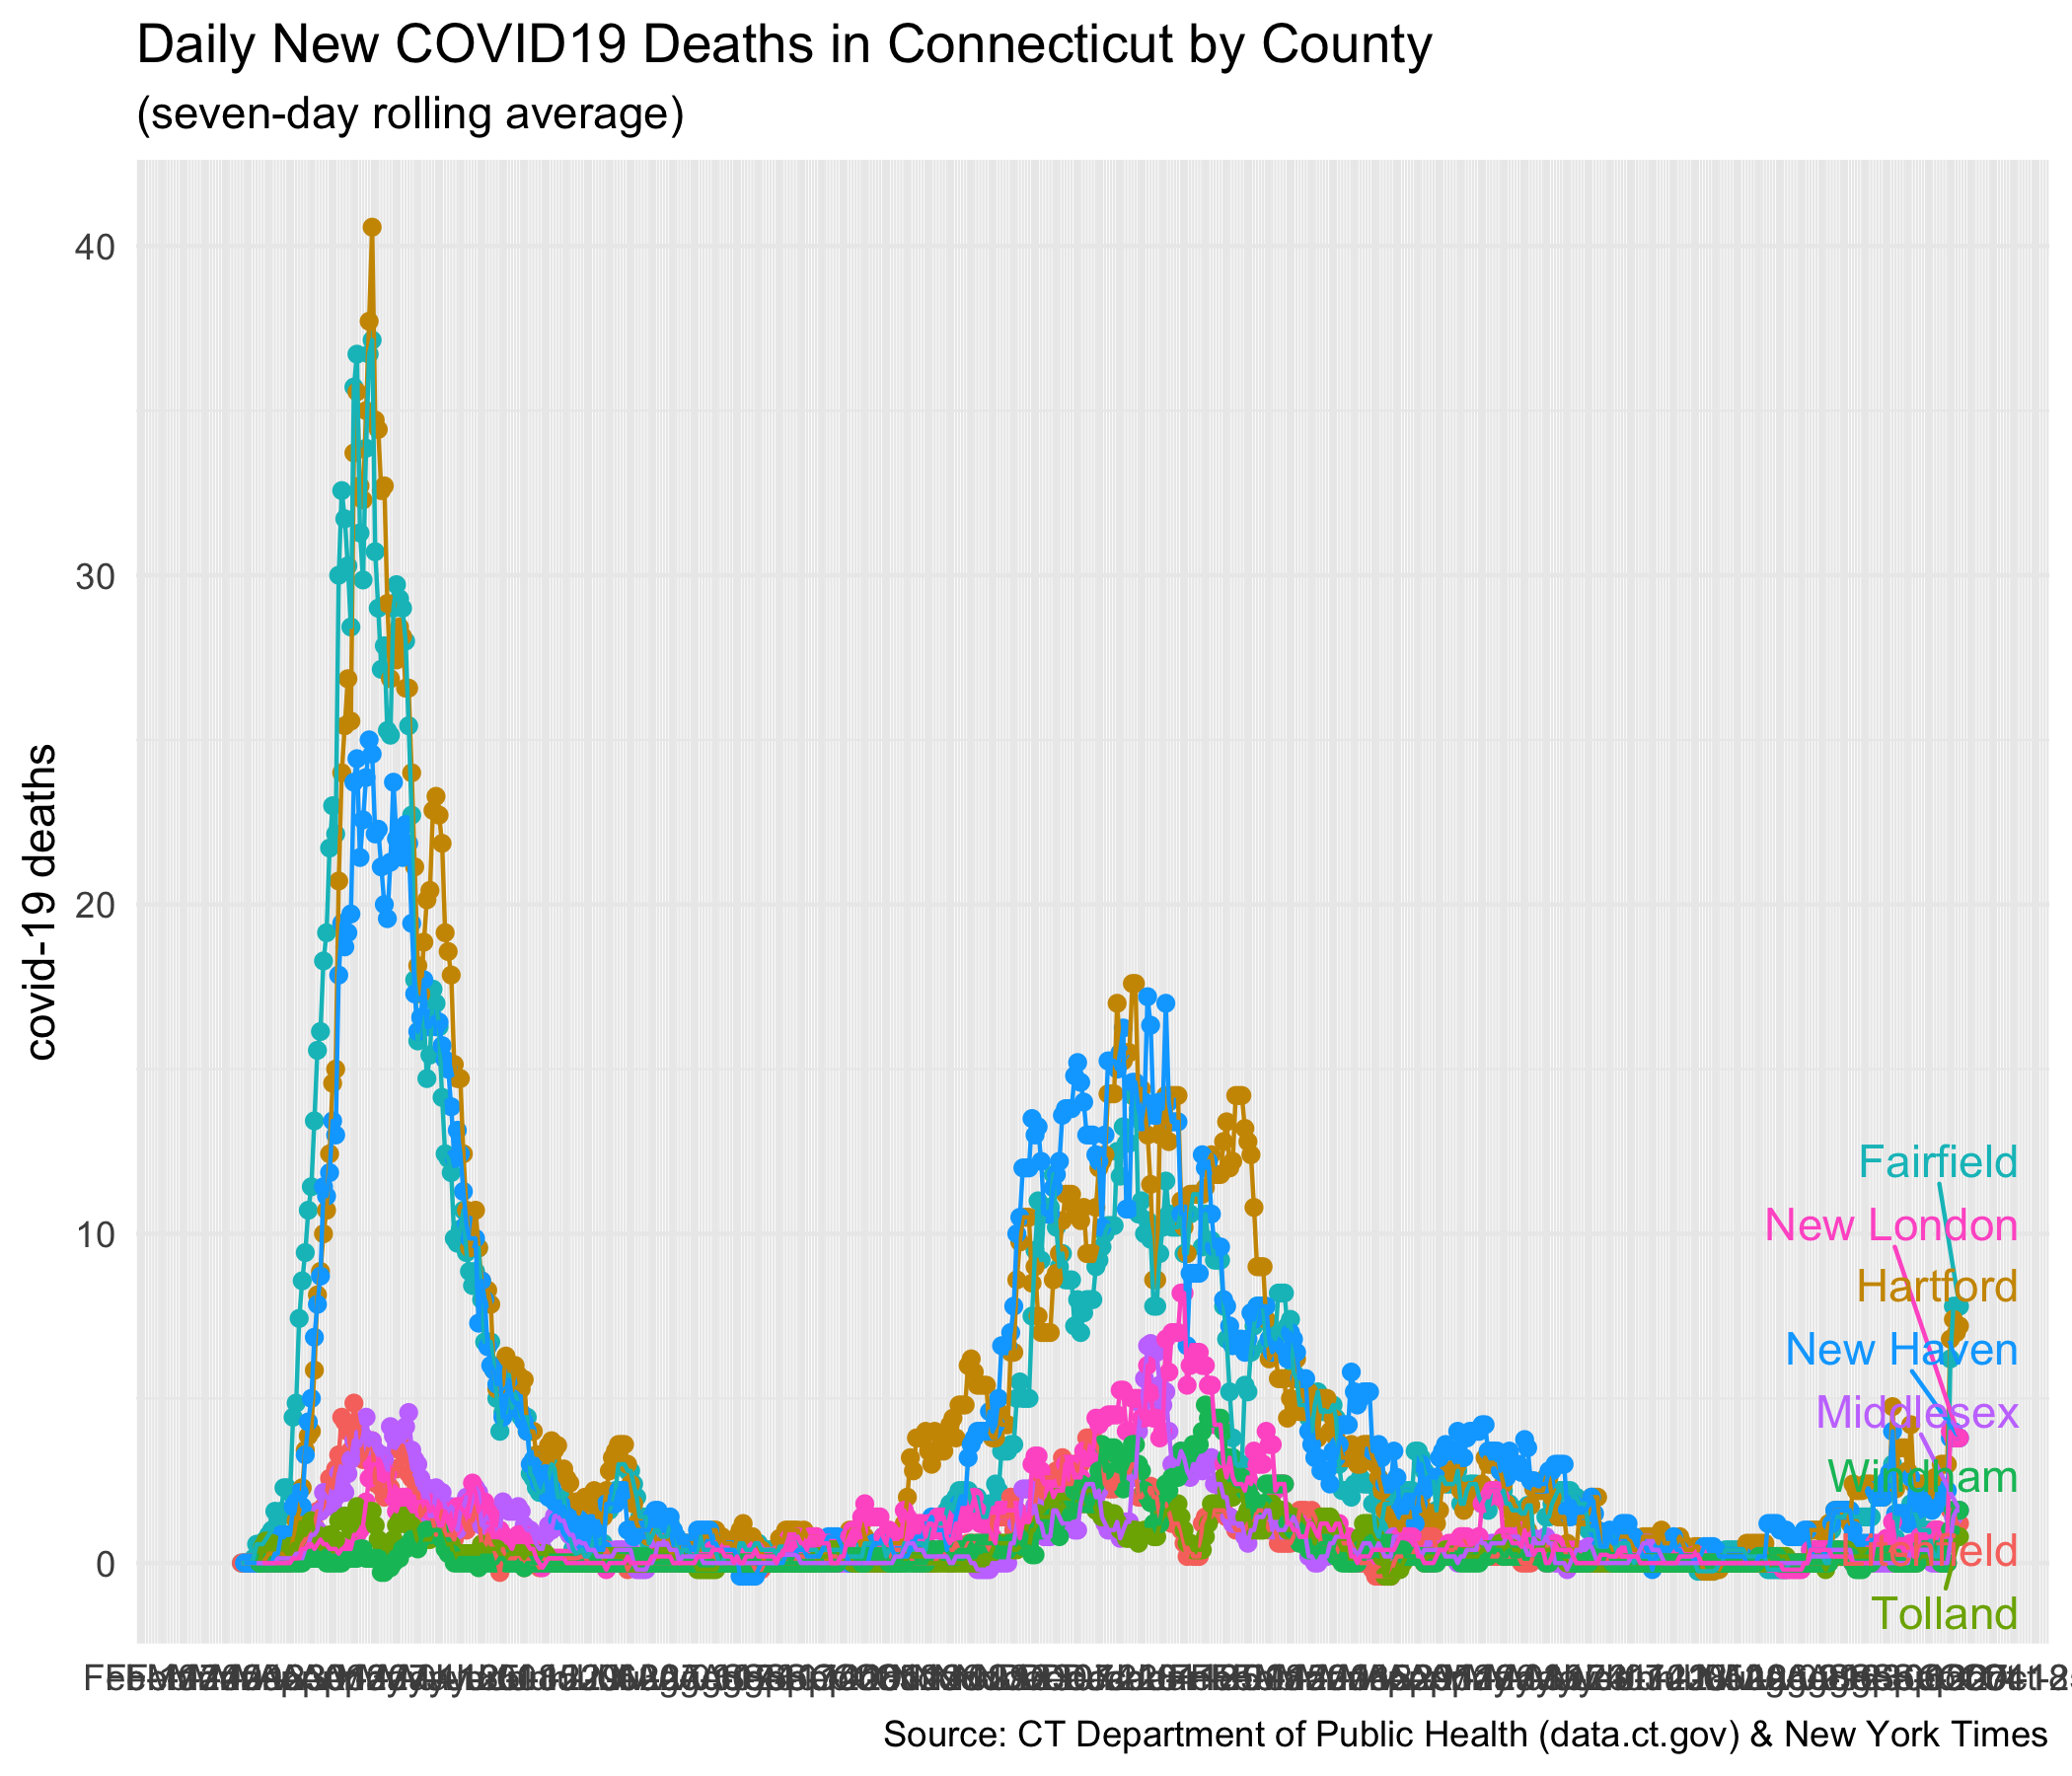 Daily New COVID19 Deaths in Connecticut by County
(seven-day rolling average)
covid-19 deaths
40
30
20
10
0
Fairfield
New London
Hartford
New Haven
Middlesex
Windham
Litchfield
Tolland
Source: CT Department of Public Health (data.ct.gov) & New York Times